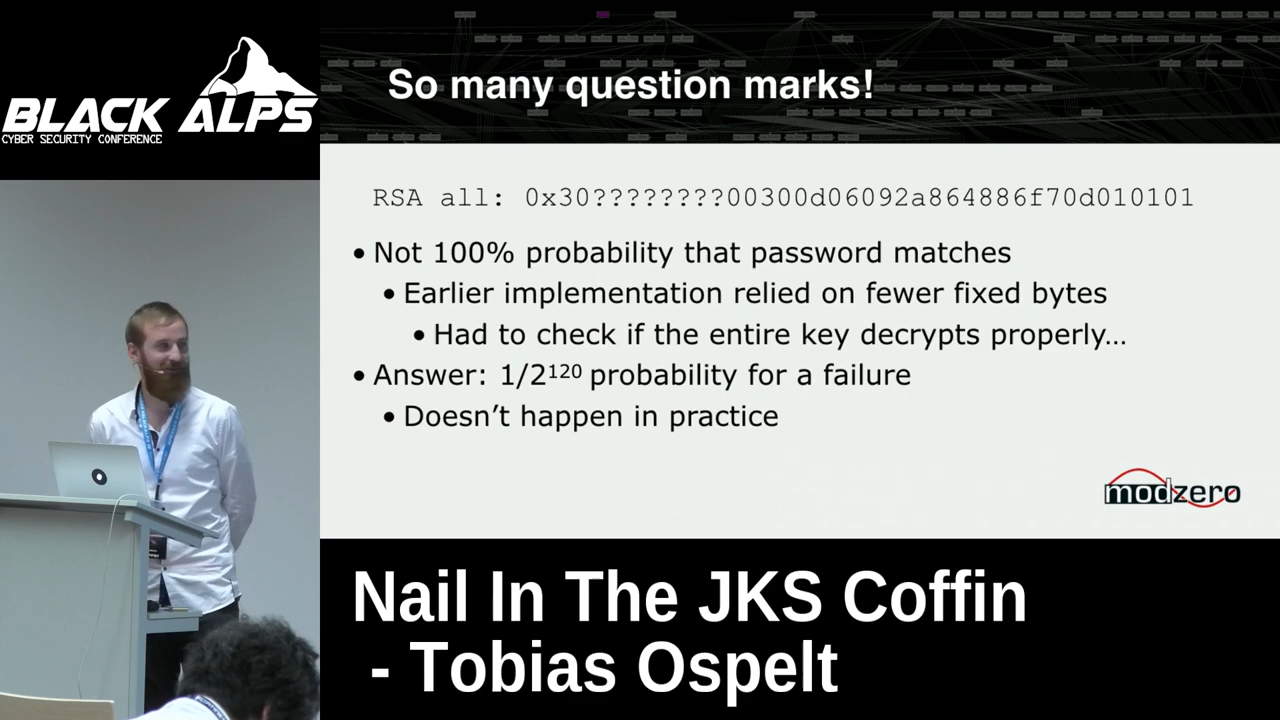 BLACK ALPS
CYBER SECURITY CONFERENCE
So many question marks!
RSA all: 0x30????????00300d06092a864886f70d010101
• Not 100% probability that password matches
• Earlier implementation relied on fewer fixed bytes
• Had to check if the entire key decrypts properly…
• Answer: 1/2¹²⁰ probability for a failure
• Doesn’t happen in practice
modzero
Nail In The JKS Coffin
- Tobias Ospelt